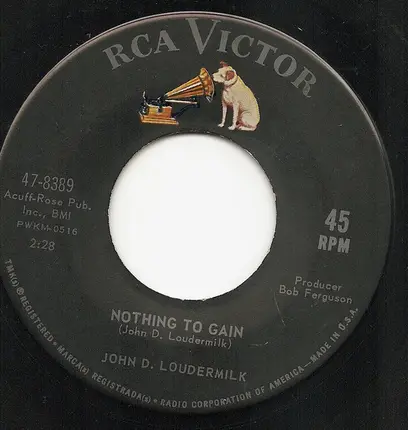 RCA VICTOR
47-8389
Acuff-Rose Pub.
Inc., BMI
PWKM-0516
2:28
45
RPM
Producer
Bob Ferguson
NOTHING TO GAIN
(John D. Loudermilk)
JOHN D. LOUDERMILK
TMK(s) ® REGISTERED • MARCA(s) REGISTRADA(s) • RADIO CORPORATION OF AMERICA—MADE IN U.S.A.